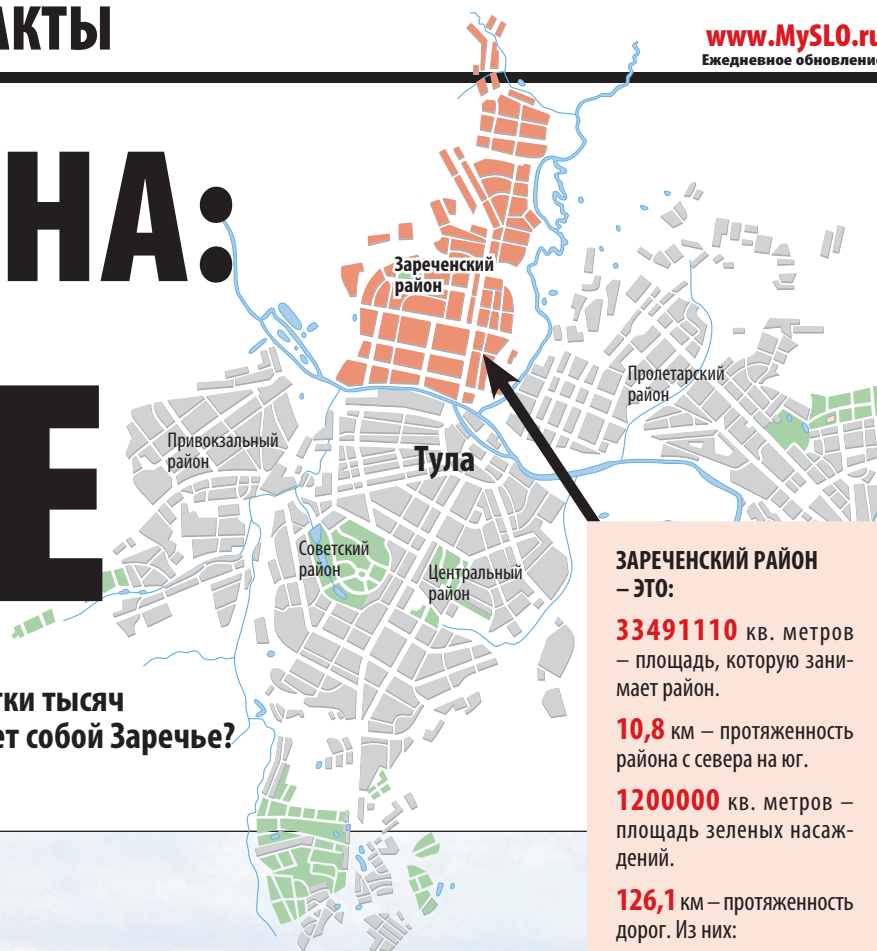 АКТЫ
www.MySLO.ru
Ежедневное обновление
НА:
Е
Зареченский
район
Пролетарский
район
Привокзальный
район
Тула
Советский
район
Центральный
район
тки тысяч
ет собой Заречье?
ЗАРЕЧЕНСКИЙ РАЙОН
– ЭТО:
33491110 кв. метров
– площадь, которую зани-
мает район.
10,8 км – протяженность
района с севера на юг.
1200000 кв. метров –
площадь зеленых насаж-
дений.
126,1 км – протяженность
дорог. Из них: